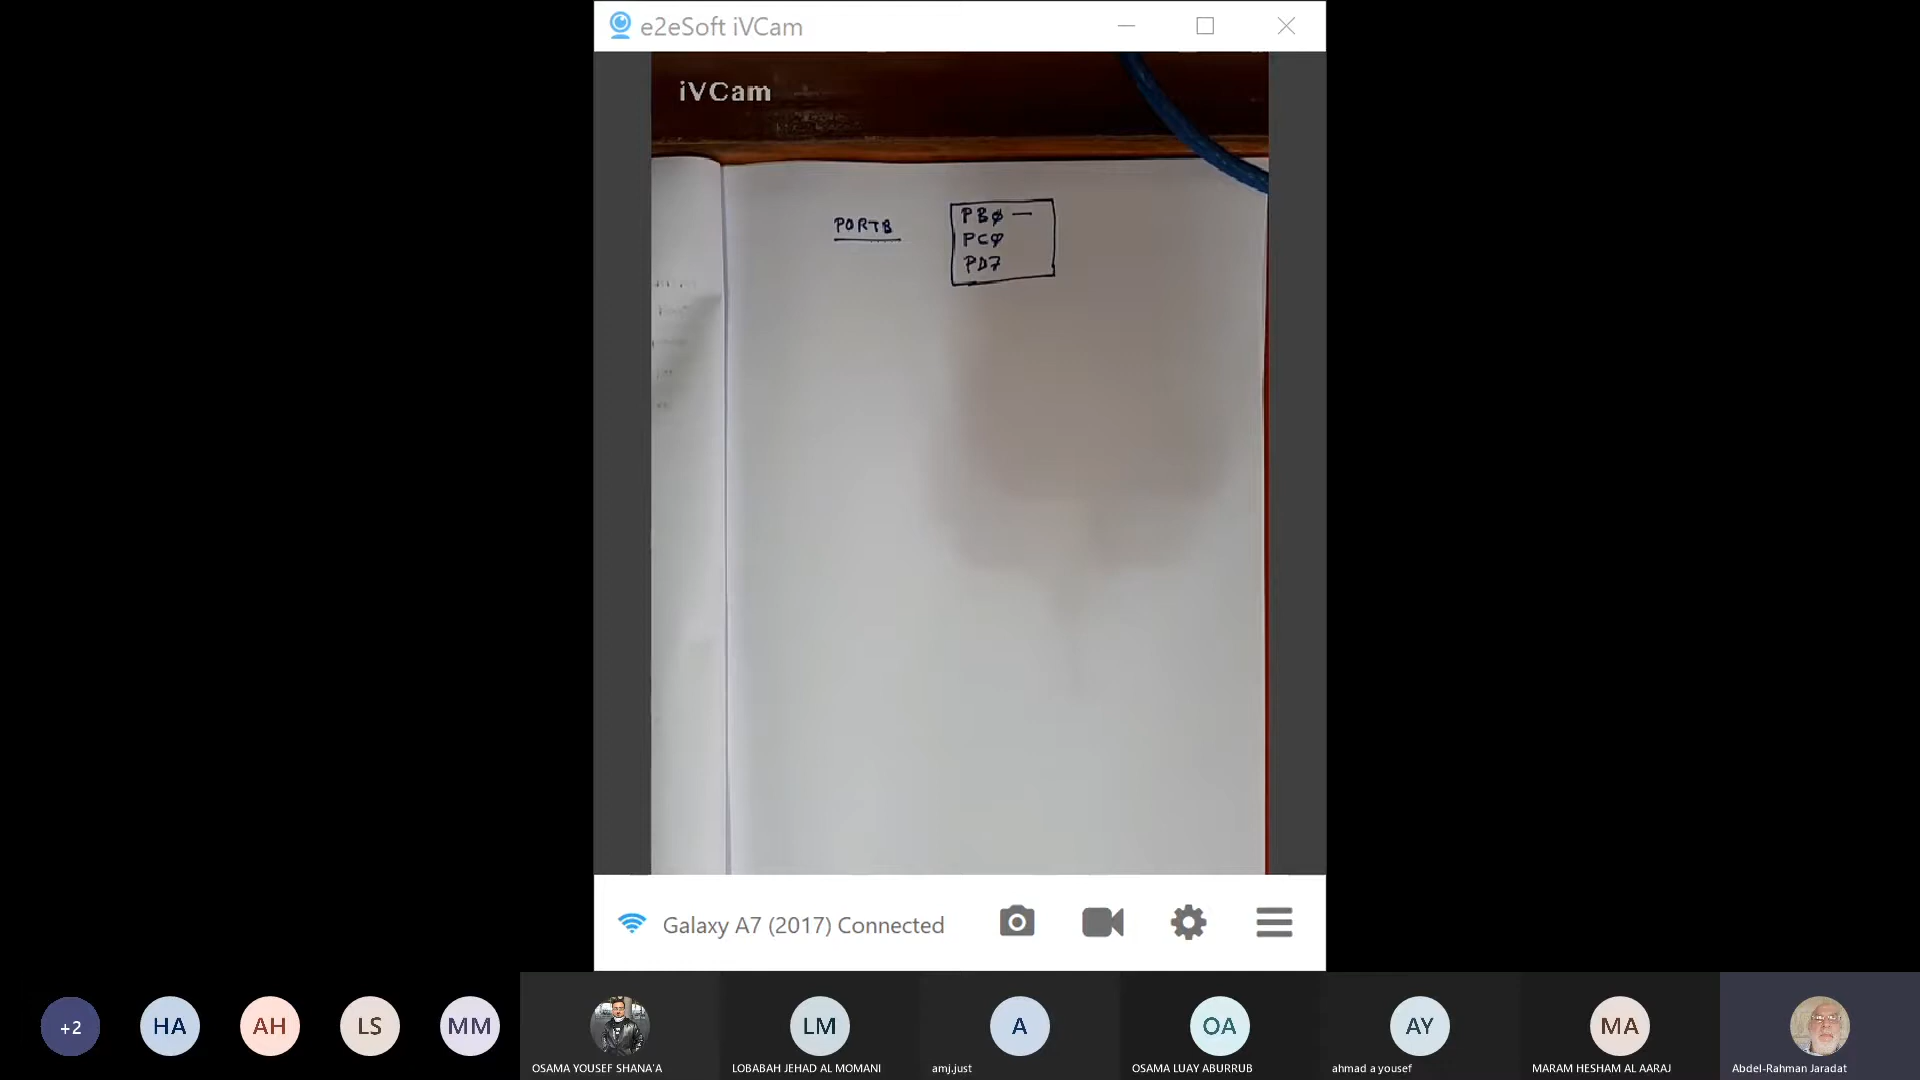 e2eSoft iVCam
iVCam
PORTB
PB0 —
PC0
PD7
Galaxy A7 (2017) Connected
+2
HA
AH
LS
MM
LM
A
OA
AY
MA
OSAMA YOUSEF SHANA'A
LOBABAH JEHAD AL MOMANI
amj.just
OSAMA LUAY ABURRUB
ahmad a yousef
MARAM HESHAM AL AARAJ
Abdel-Rahman Jaradat